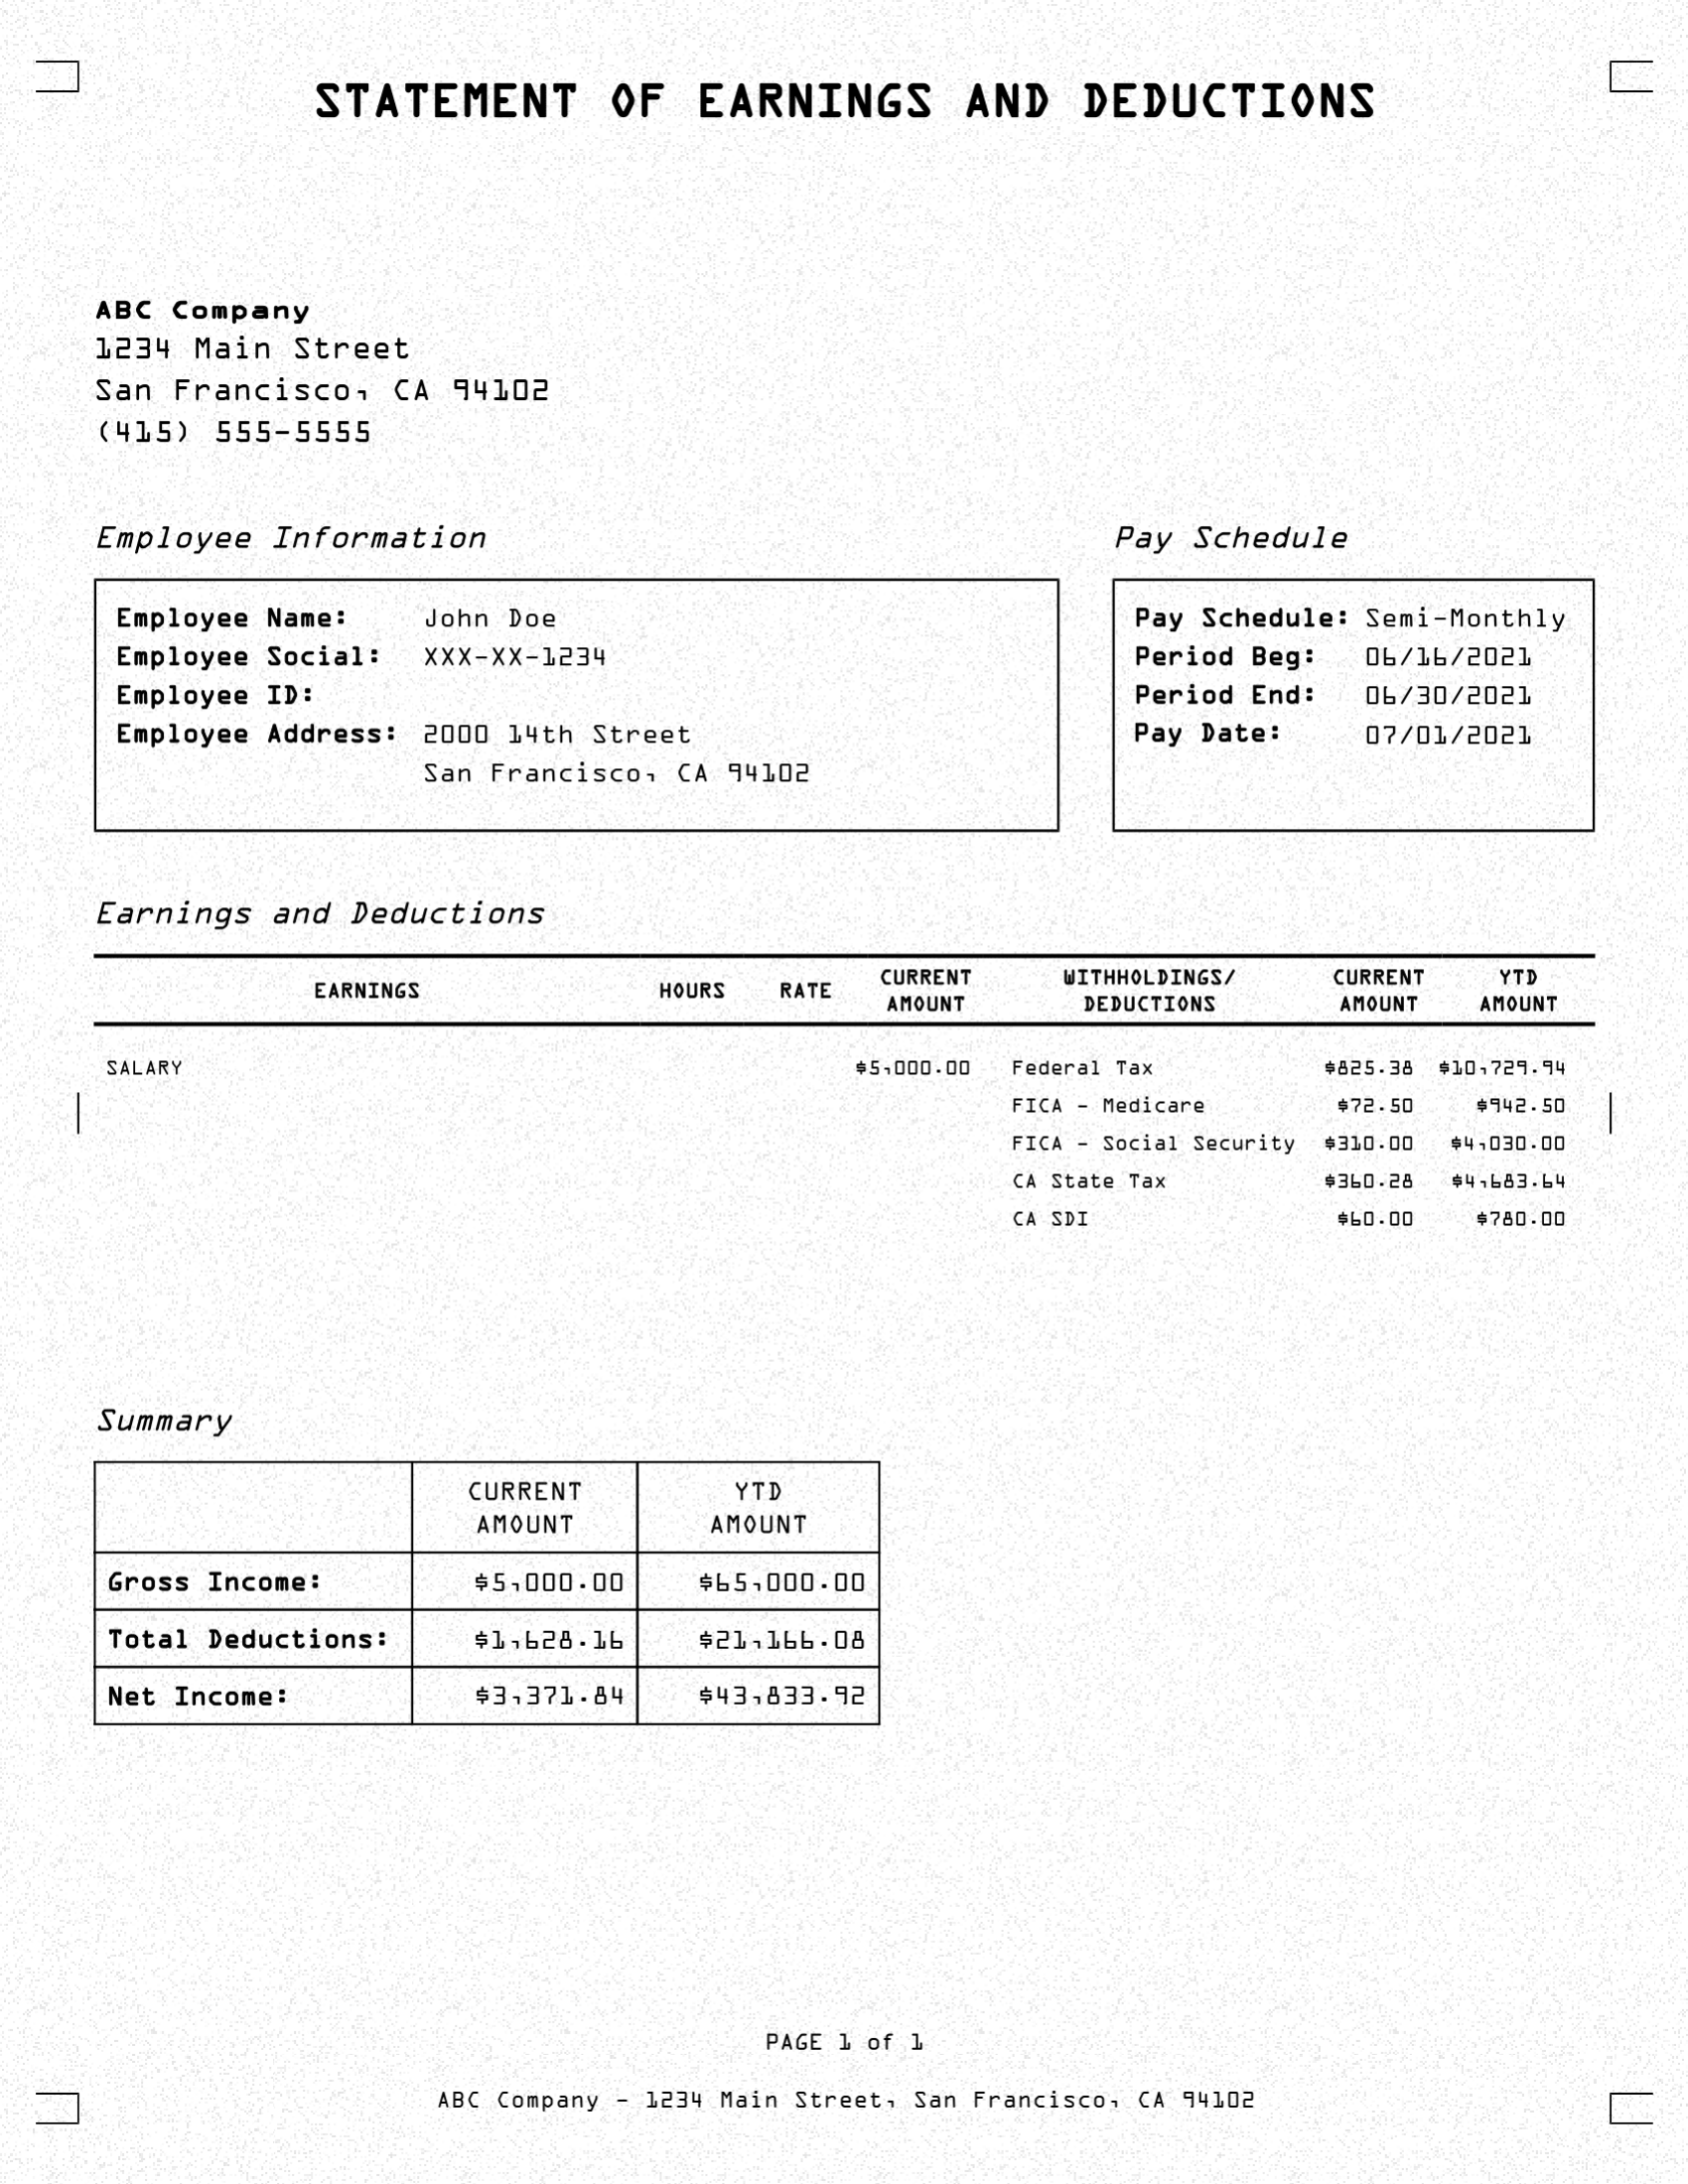 STATEMENT OF EARNINGS AND DEDUCTIONS
ABC Company
1234 Main Street
San Francisco, CA 94102
(415) 555-5555
Employee Information
Employee Name: John Doe
Employee Social: XXX-XX-1234
Employee ID:
Employee Address: 2000 14th Street
San Francisco, CA 94102
Pay Schedule
Pay Schedule: Semi-Monthly
Period Beg: 06/16/2021
Period End: 06/30/2021
Pay Date: 07/01/2021
Earnings and Deductions
EARNINGS HOURS RATE CURRENT AMOUNT WITHHOLDINGS/ DEDUCTIONS CURRENT AMOUNT YTD AMOUNT
SALARY $5,000.00 Federal Tax $825.38 $10,729.94
FICA - Medicare $72.50 $942.50
FICA - Social Security $310.00 $4,030.00
CA State Tax $360.28 $4,683.64
CA SDI $60.00 $780.00
Summary
CURRENT AMOUNT YTD AMOUNT
Gross Income: $5,000.00 $65,000.00
Total Deductions: $1,628.16 $21,166.08
Net Income: $3,371.84 $43,833.92
PAGE 1 of 1
ABC Company - 1234 Main Street, San Francisco, CA 94102